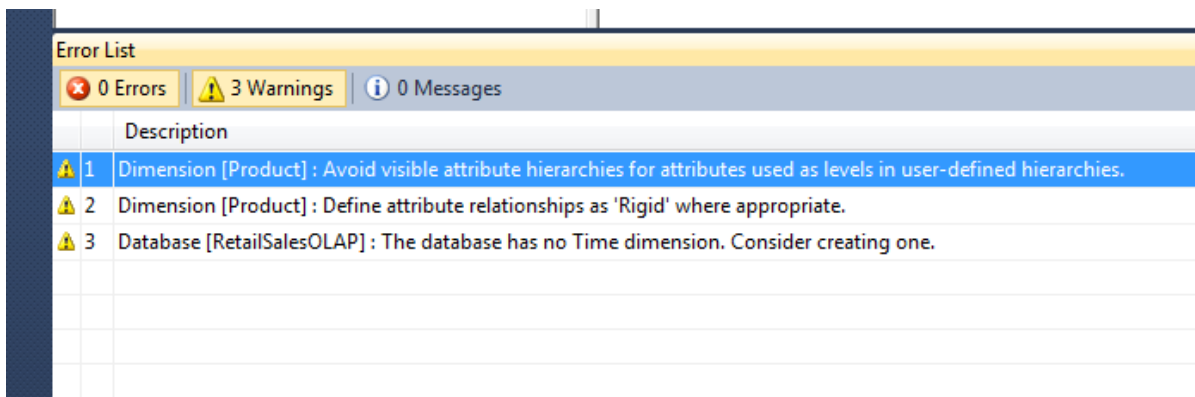 Error List
0 Errors 3 Warnings 0 Messages
Description
1 Dimension [Product] : Avoid visible attribute hierarchies for attributes used as levels in user-defined hierarchies.
2 Dimension [Product] : Define attribute relationships as 'Rigid' where appropriate.
3 Database [RetailSalesOLAP] : The database has no Time dimension. Consider creating one.